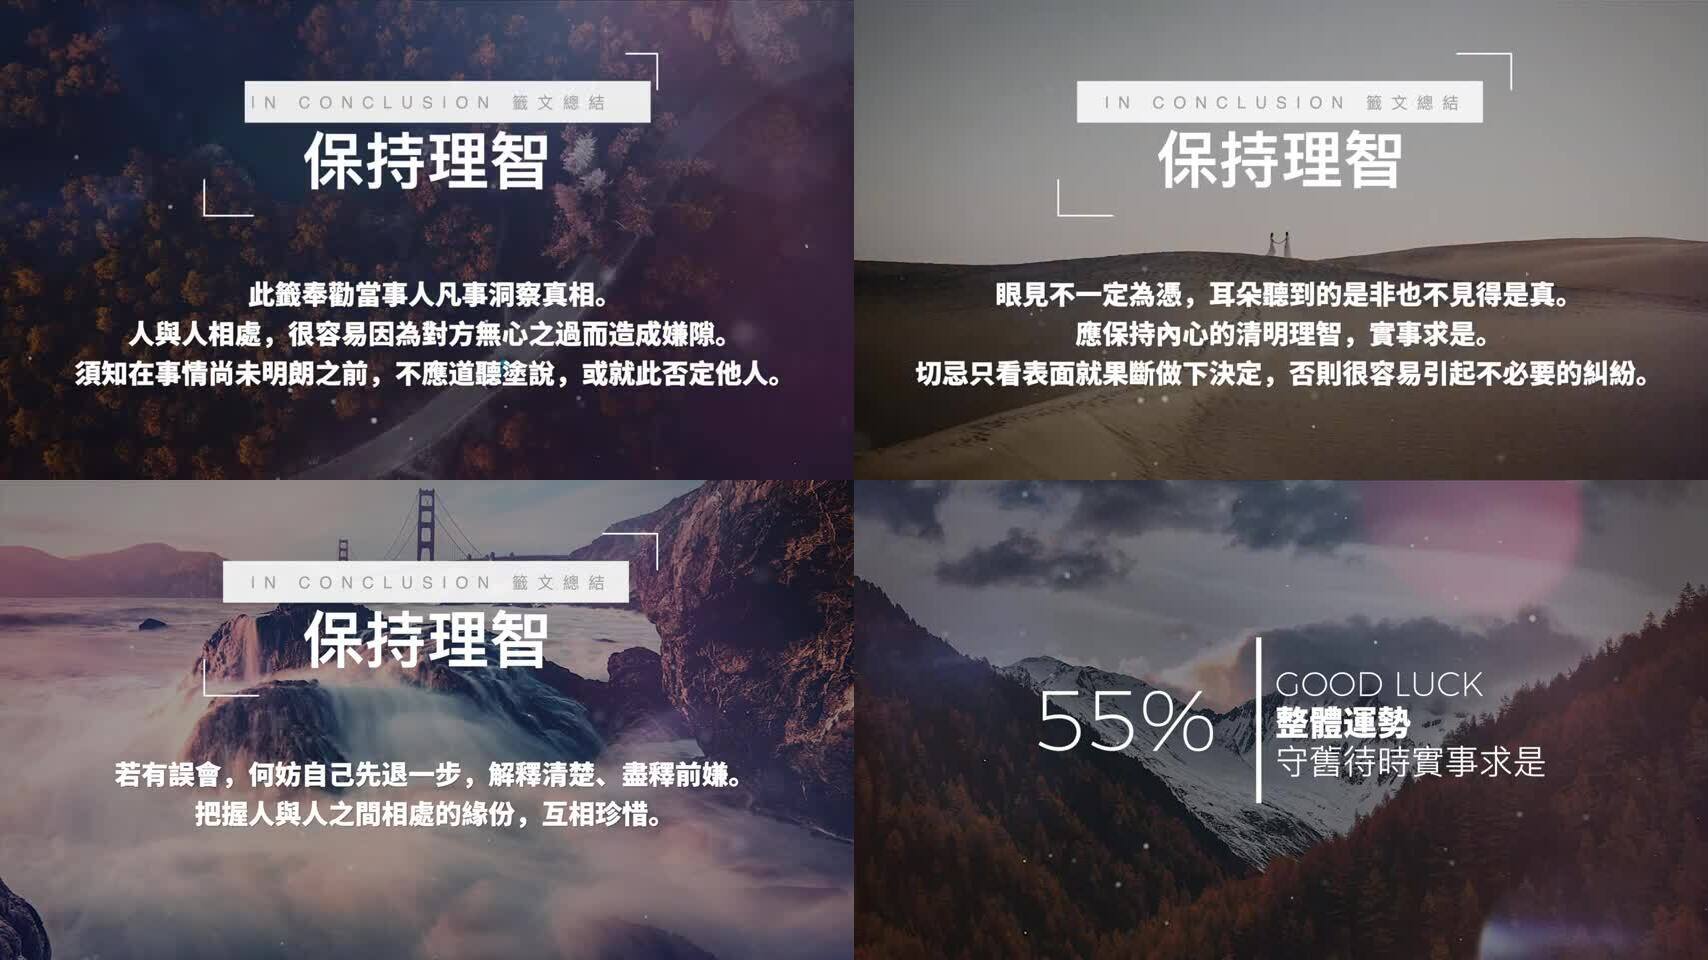 IN CONCLUSION 籤文總結
保持理智
此籤奉勸當事人凡事洞察真相。
人與人相處，很容易因為對方無心之過而造成嫌隙。
須知在事情尚未明朗之前，不應道聽塗說，或就此否定他人。
IN CONCLUSION 籤文總結
保持理智
眼見不一定為憑，耳朵聽到的是非也不見得是真。
應保持內心的清明理智，實事求是。
切忌只看表面就果斷做下決定，否則很容易引起不必要的糾紛。
IN CONCLUSION 籤文總結
保持理智
若有誤會，何妨自己先退一步，解釋清楚、盡釋前嫌。
把握人與人之間相處的緣份，互相珍惜。
55%
GOOD LUCK
整體運勢
守舊待時實事求是